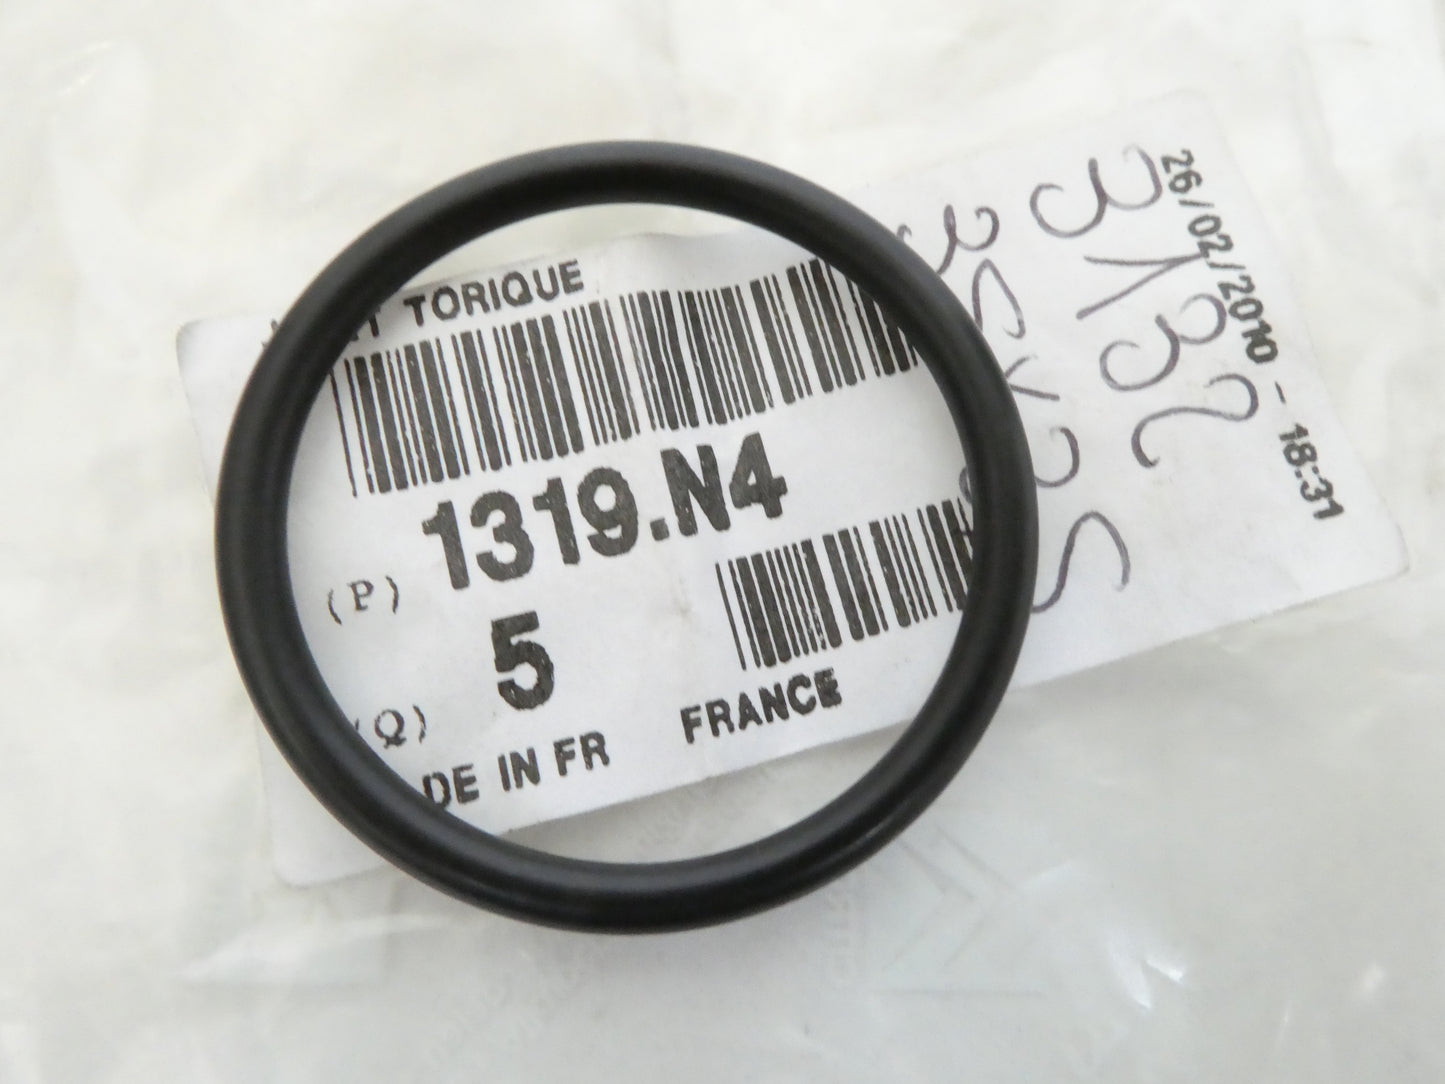 TORIQUE
(P) 1319.N4
(Q) 5
DE IN FR FRANCE
26/02/2010 - 18:31
3132